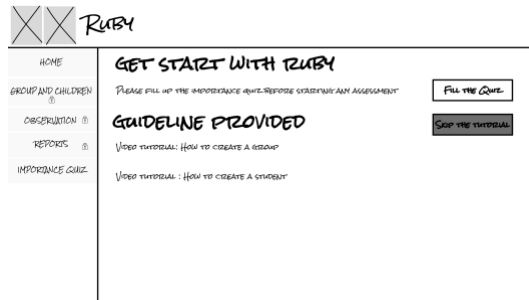 RUBY
HOME
GROUP AND CHILDREN
OBSERVATION
REPORTS
IMPORTANCE QUIZ
GET START WITH RUBY
PLEASE FILL UP THE IMPORTANCE QUIZ BEFORE STARTING ANY ASSESSMENT
FILL THE QUIZ
GUIDELINE PROVIDED
SKIP THE TUTORIAL
VIDEO TUTORIAL: HOW TO CREATE A GROUP
VIDEO TUTORIAL : HOW TO CREATE A STUDENT